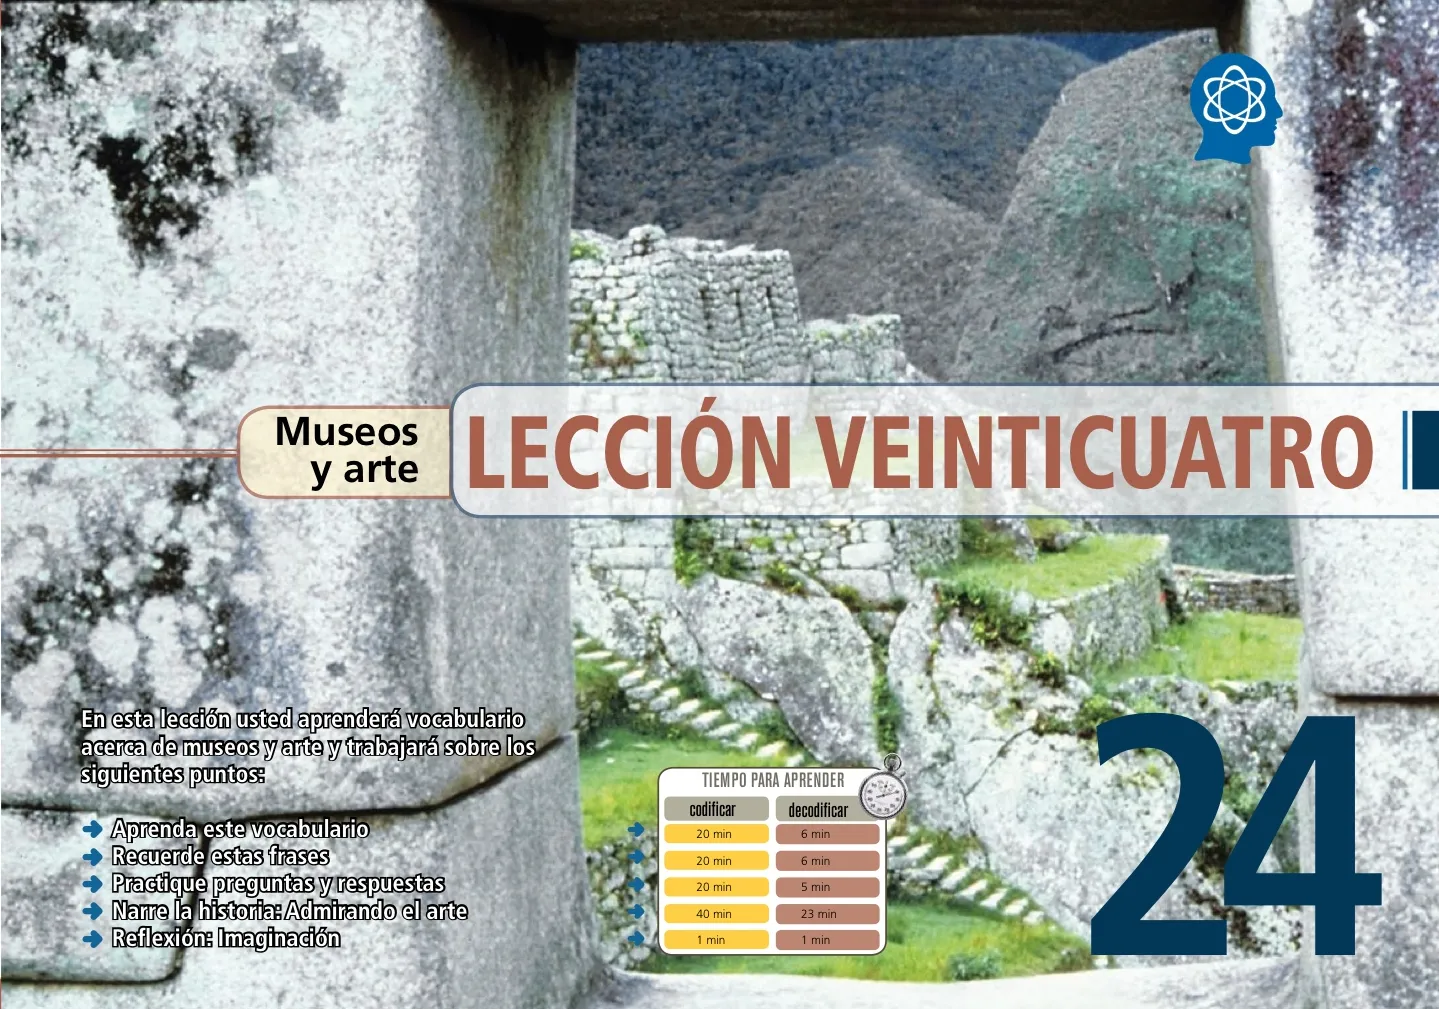 Museos
y arte
LECCIÓN VEINTICUATRO
En esta lección usted aprenderá vocabulario
acerca de museos y arte y trabajará sobre los
siguientes puntos:
Aprenda este vocabulario
Recuerde estas frases
Practique preguntas y respuestas
Narre la historia: Admirando el arte
Reflexión: Imaginación
TIEMPO PARA APRENDER
codificar decodificar
20 min 6 min
20 min 6 min
20 min 5 min
40 min 23 min
1 min 1 min
24